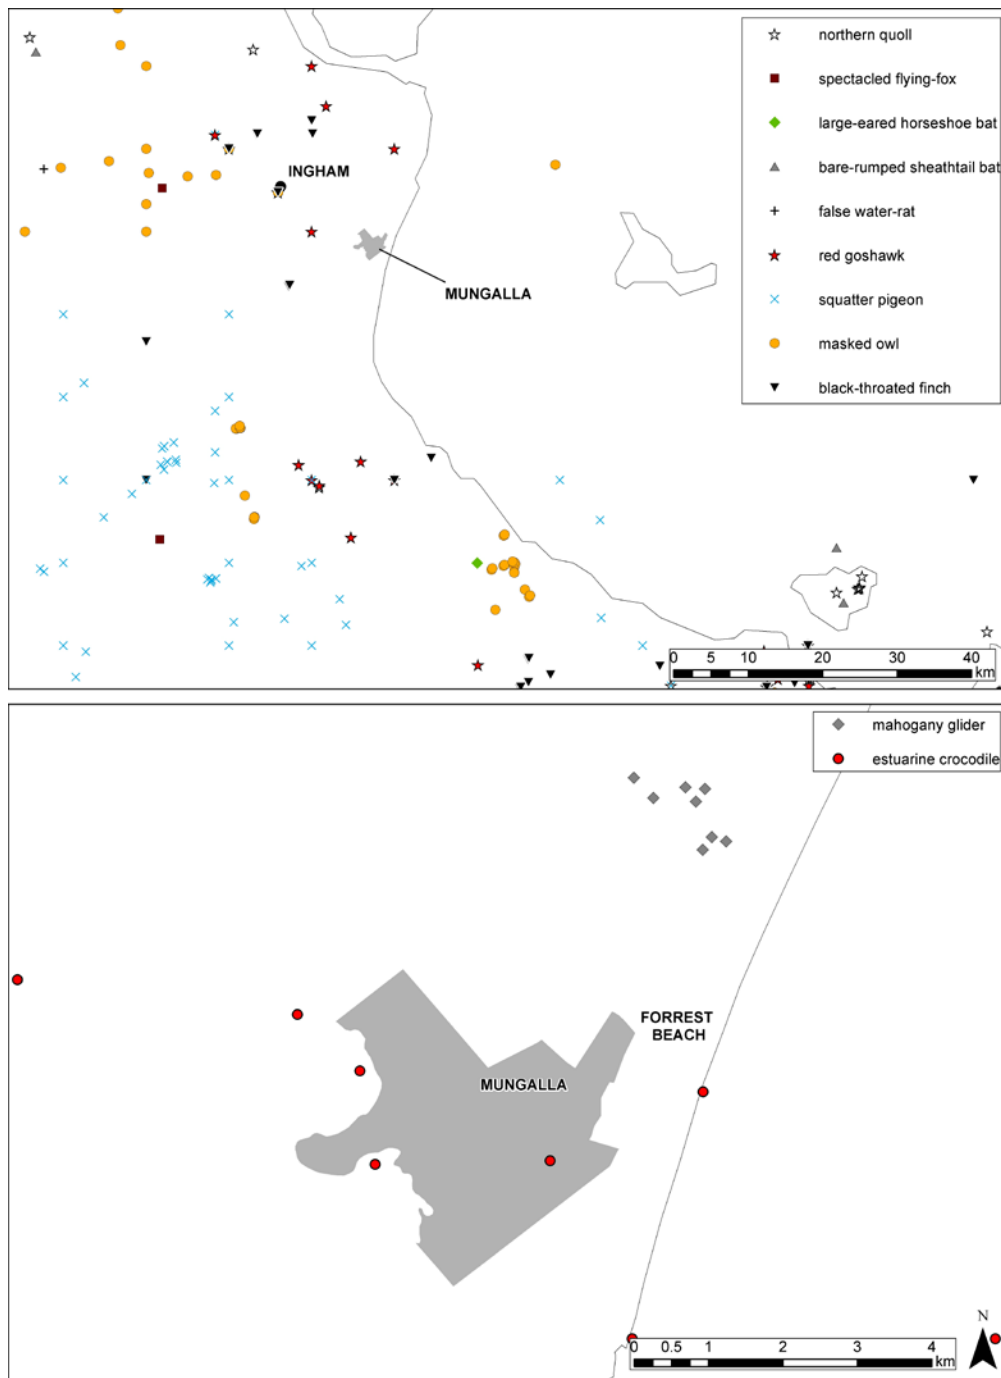 northern quoll
spectacled flying-fox
large-eared horseshoe bat
bare-rumped sheathtail bat
false water-rat
red goshawk
squatter pigeon
masked owl
black-throated finch
INGHAM
MUNGALLA
0 5 10 20 30 40
km
mahogany glider
estuarine crocodile
FORREST
BEACH
MUNGALLA
N
0 0.5 1 2 3 4
km